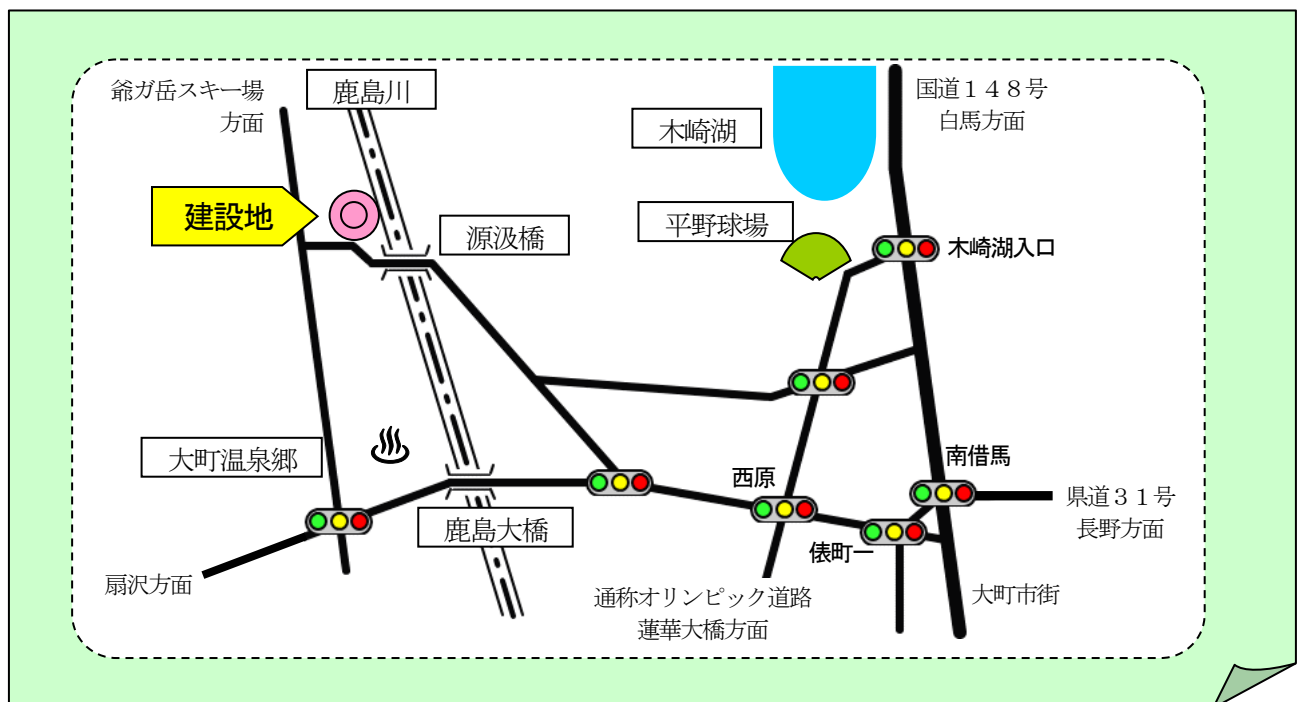 爺ガ岳スキー場
方面
鹿島川
木崎湖
国道１４８号
白馬方面
建設地
源汲橋
平野球場
木崎湖入口
大町温泉郷
鹿島大橋
西原
南借馬
県道３１号
長野方面
俵町一
扇沢方面
通称オリンピック道路
蓮華大橋方面
大町市街